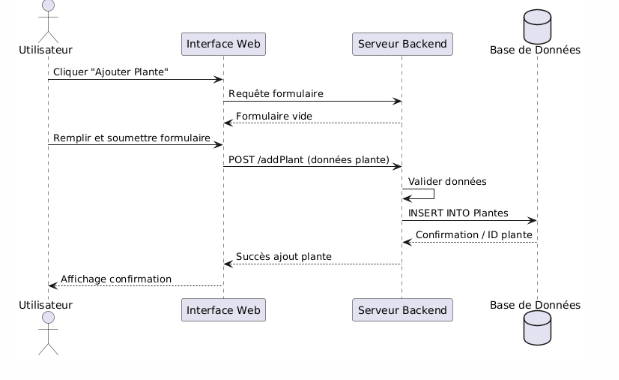 Utilisateur
Interface Web
Serveur Backend
Base de Données
Cliquer "Ajouter Plante"
Requête formulaire
Formulaire vide
Remplir et soumettre formulaire
POST /addPlant (données plante)
Valider données
INSERT INTO Plantes
Confirmation / ID plante
Succès ajout plante
Affichage confirmation
Utilisateur
Interface Web
Serveur Backend
Base de Données